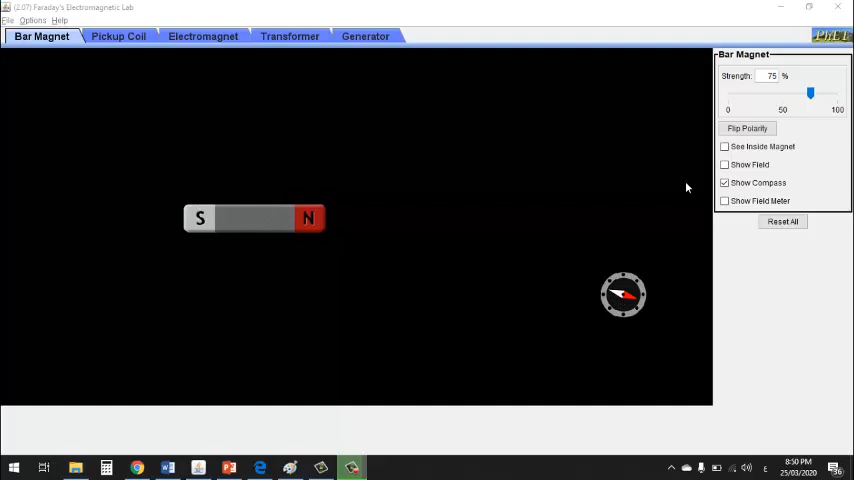 (2.07) Faraday's Electromagnetic Lab
File Options Help
Bar Magnet Pickup Coil Electromagnet Transformer Generator
PhET
Bar Magnet
Strength: 75 %
0 50 100
Flip Polarity
See Inside Magnet
Show Field
Show Compass
Show Field Meter
Reset All
S N
8:50 PM
ع 25/03/2020 36